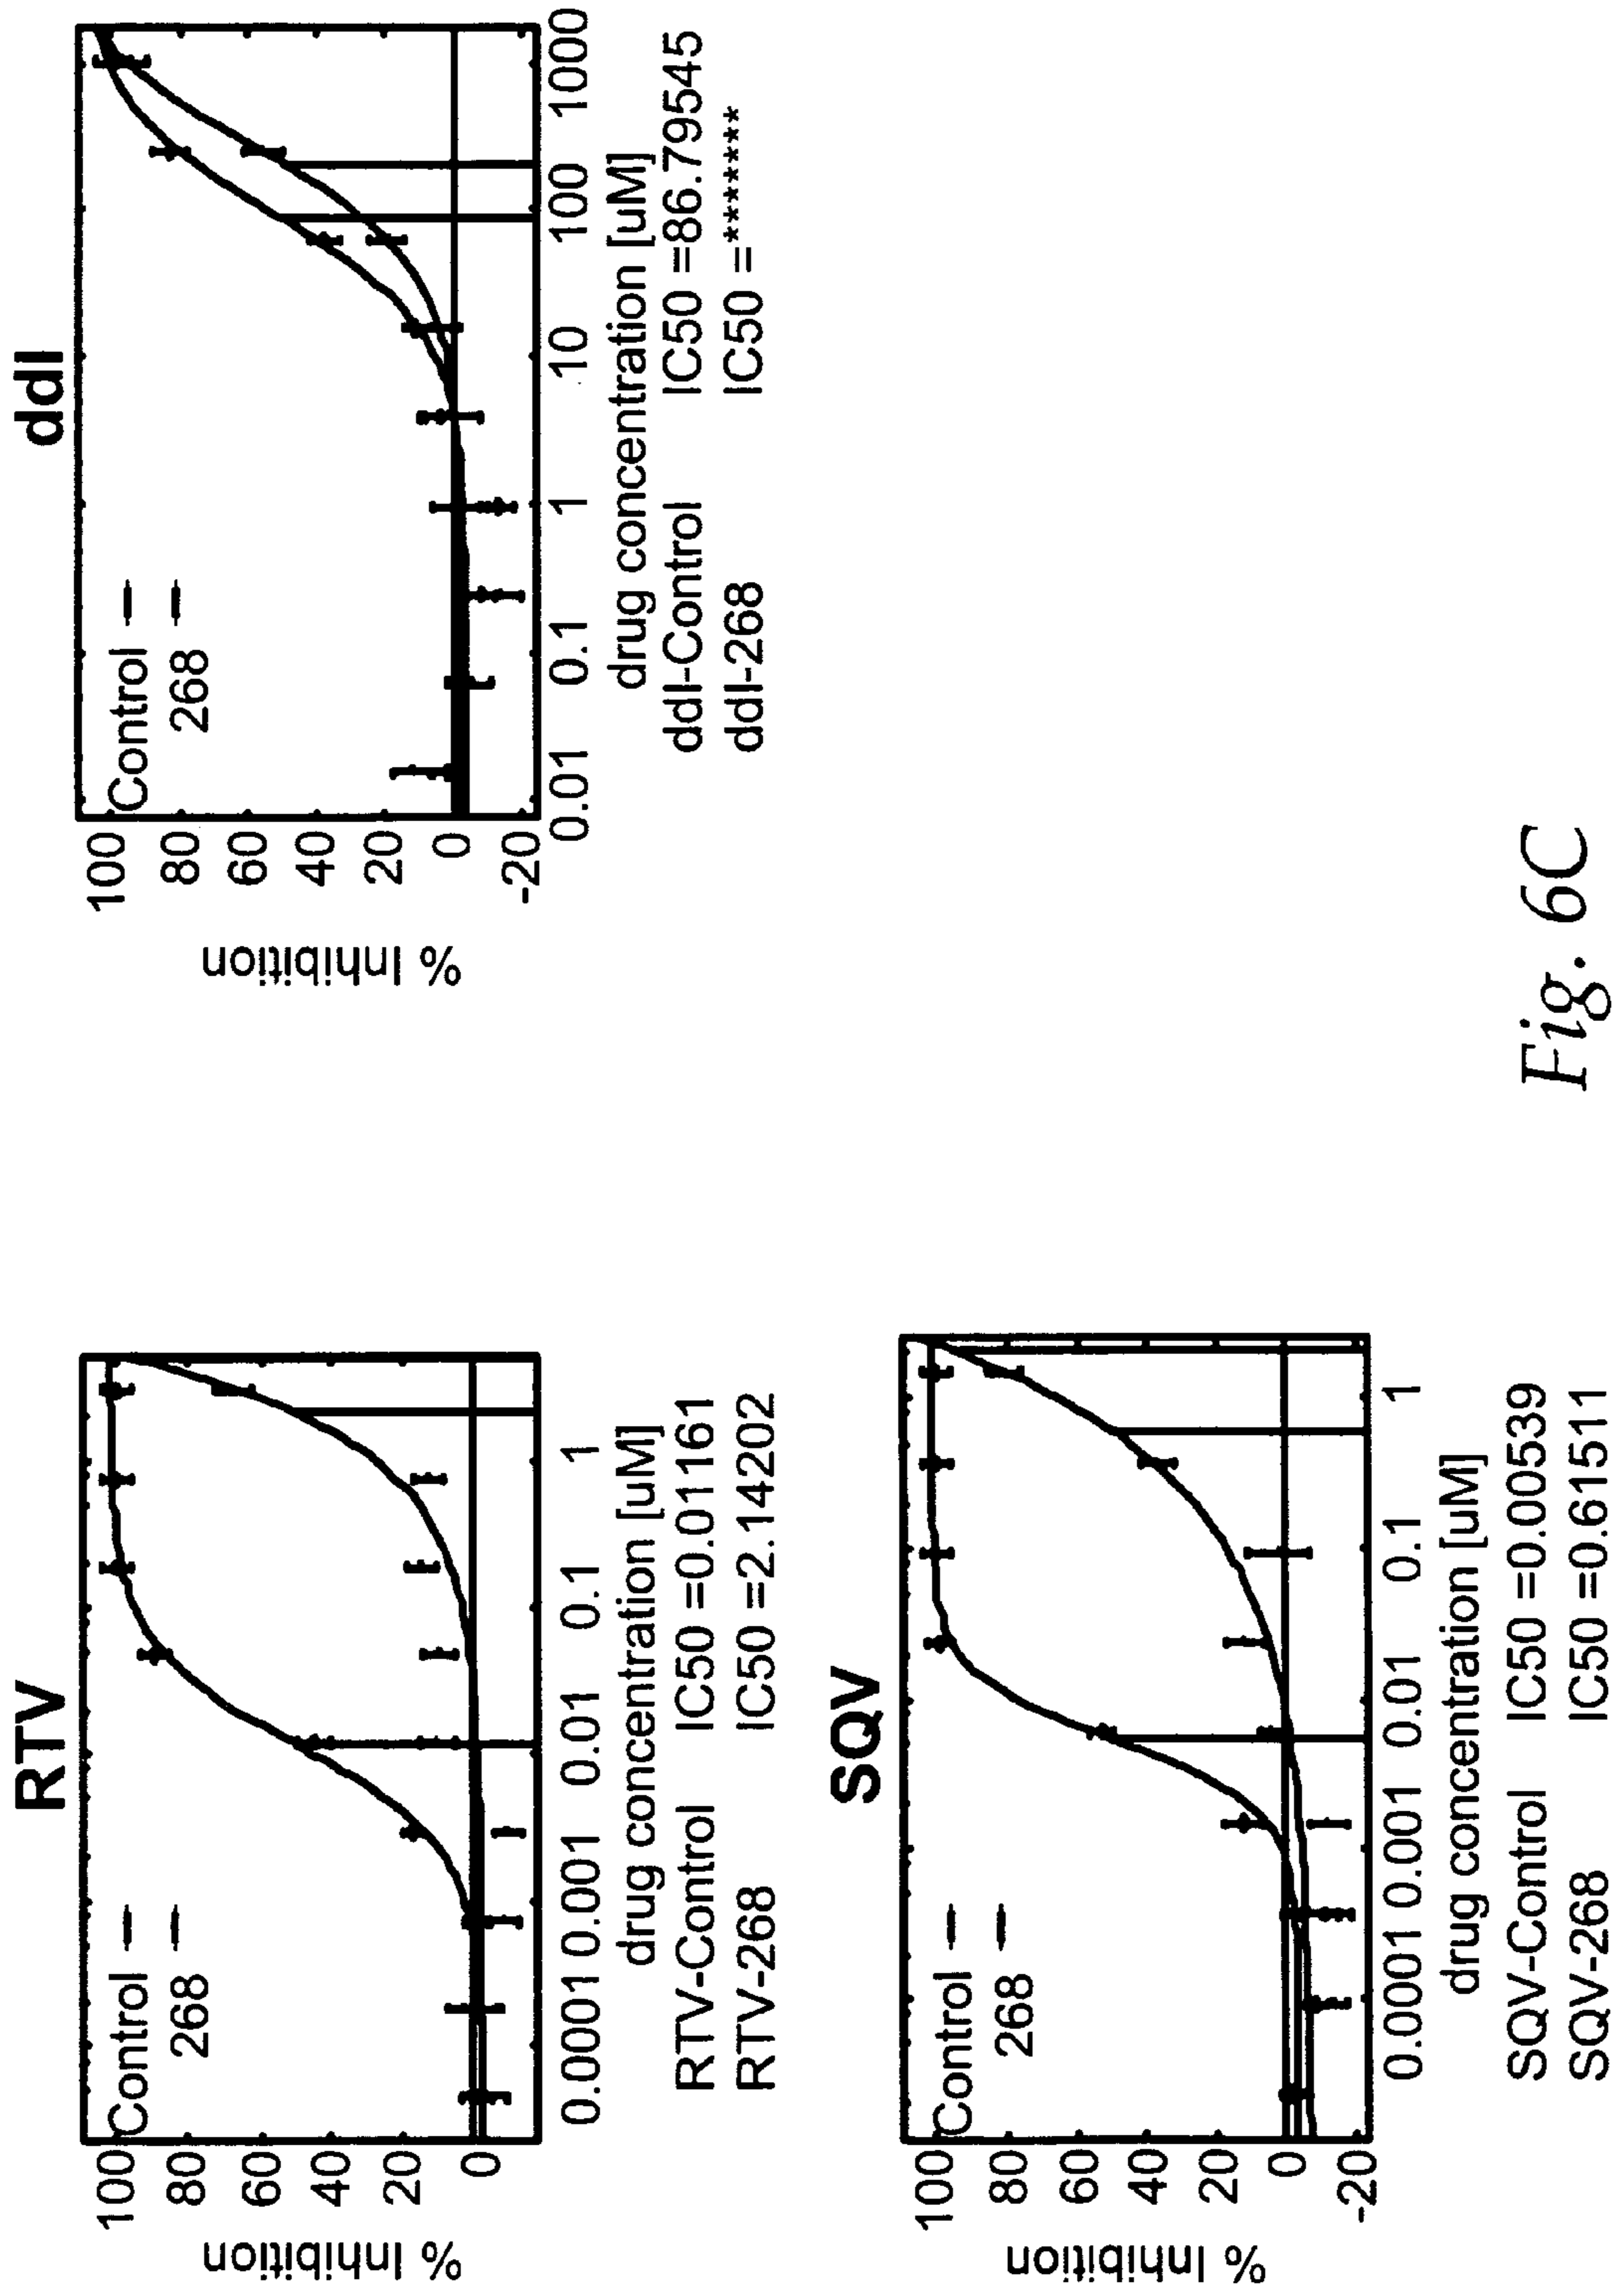 RTV
% Inhibition
100
80
60
40
20
0
Control
268
0.0001 0.001 0.01 0.1 1
drug concentration [uM]
RTV-Control IC50 =0.01161
RTV-268 IC50 =2.14202
ddI
% Inhibition
100
80
60
40
20
0
-20
Control
268
0.01 0.1 1 10 100 1000
drug concentration [uM]
ddI-Control IC50 =86.79545
ddI-268 IC50 =*******
SQV
% Inhibition
100
80
60
40
20
0
-20
Control
268
0.0001 0.001 0.01 0.1 1
drug concentration [uM]
SQV-Control IC50 =0.00539
SQV-268 IC50 =0.61511
Fig. 6C